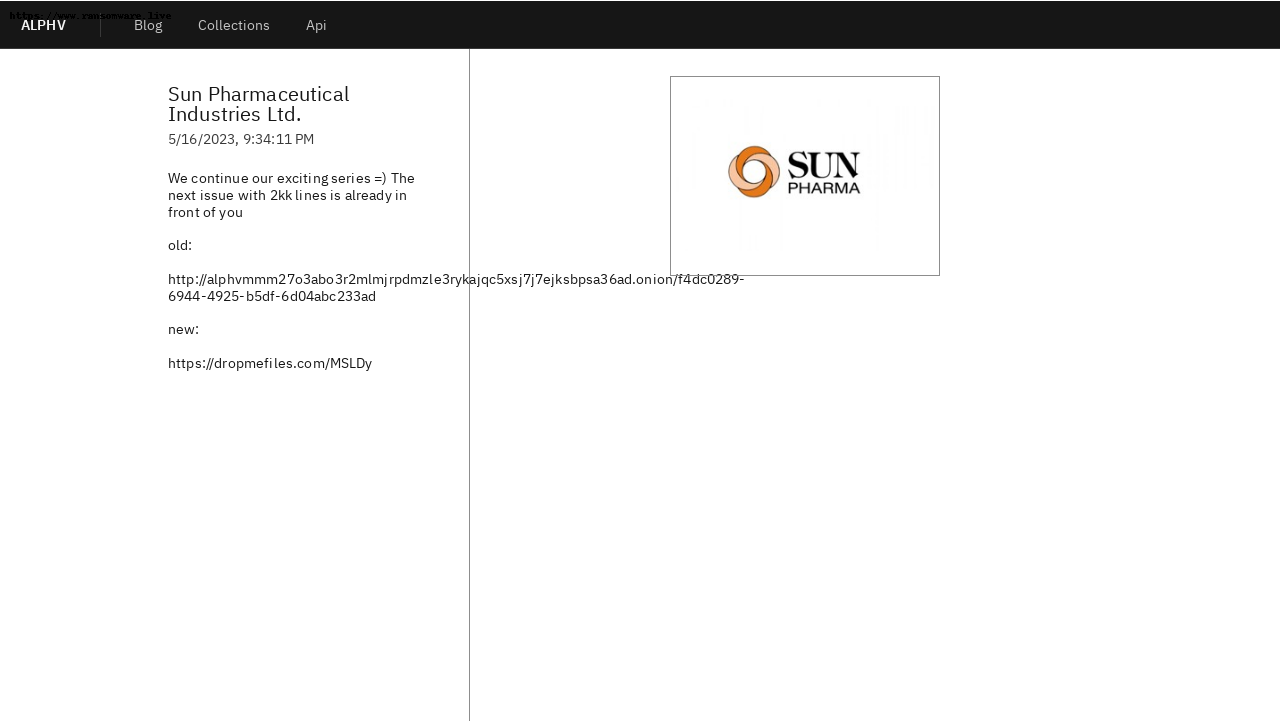 https://www.ransomware.live
ALPHV
Blog
Collections
Api
Sun Pharmaceutical
Industries Ltd.
5/16/2023, 9:34:11 PM
We continue our exciting series =) The
next issue with 2kk lines is already in
front of you
old:
http://alphvmmm27o3abo3r2mlmjrpdmzle3rykajqc5xsj7j7ejksbpsa36ad.onion/f4dc0289-
6944-4925-b5df-6d04abc233ad
new:
https://dropmefiles.com/MSLDy
SUN
PHARMA